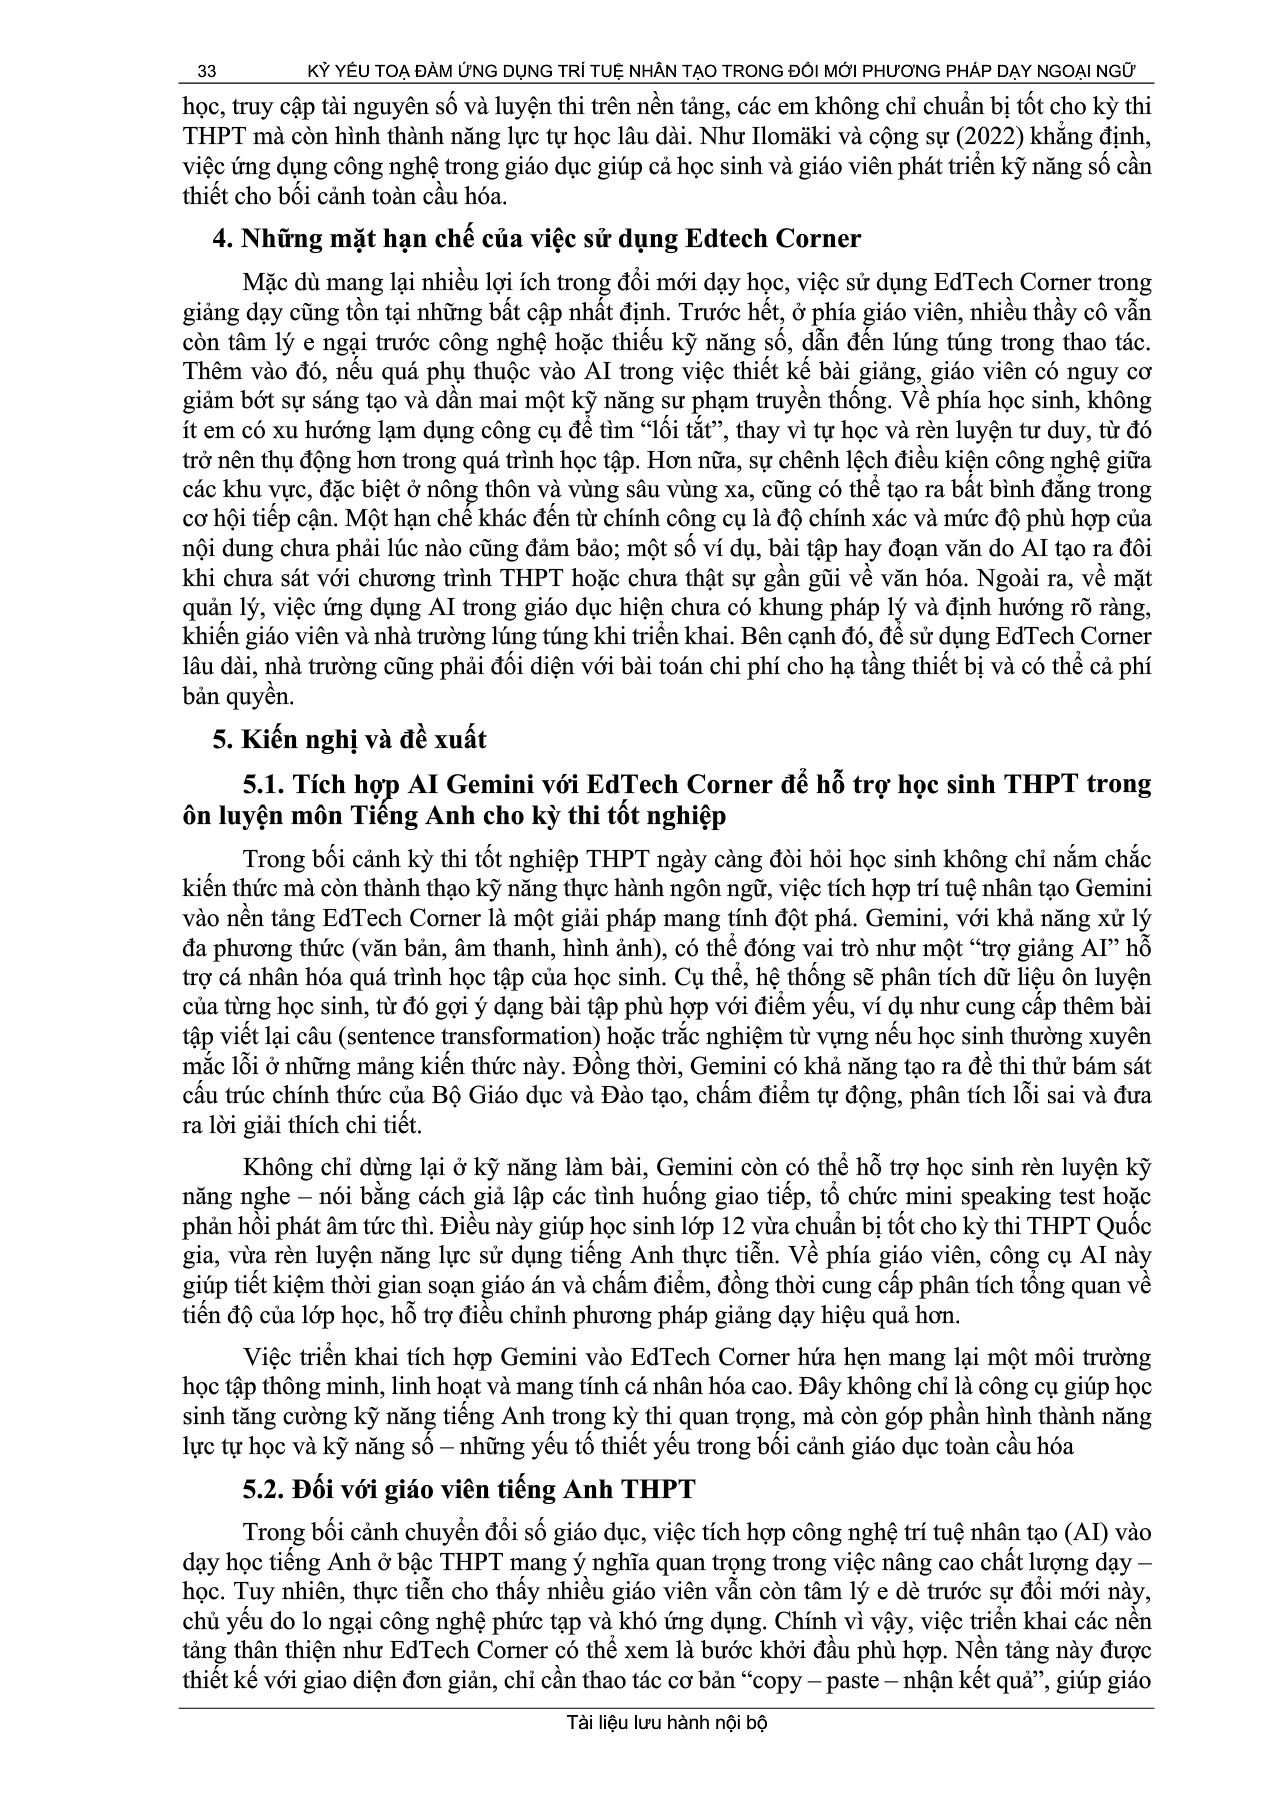 33 KỶ YẾU TOẠ ĐÀM ỨNG DỤNG TRÍ TUỆ NHÂN TẠO TRONG ĐỔI MỚI PHƯƠNG PHÁP DẠY NGOẠI NGỮ
học, truy cập tài nguyên số và luyện thi trên nền tảng, các em không chỉ chuẩn bị tốt cho kỳ thi
THPT mà còn hình thành năng lực tự học lâu dài. Như Ilomäki và cộng sự (2022) khẳng định,
việc ứng dụng công nghệ trong giáo dục giúp cả học sinh và giáo viên phát triển kỹ năng số cần
thiết cho bối cảnh toàn cầu hóa.
4. Những mặt hạn chế của việc sử dụng Edtech Corner
Mặc dù mang lại nhiều lợi ích trong đổi mới dạy học, việc sử dụng EdTech Corner trong
giảng dạy cũng tồn tại những bất cập nhất định. Trước hết, ở phía giáo viên, nhiều thầy cô vẫn
còn tâm lý e ngại trước công nghệ hoặc thiếu kỹ năng số, dẫn đến lúng túng trong thao tác.
Thêm vào đó, nếu quá phụ thuộc vào AI trong việc thiết kế bài giảng, giáo viên có nguy cơ
giảm bớt sự sáng tạo và dần mai một kỹ năng sư phạm truyền thống. Về phía học sinh, không
ít em có xu hướng lạm dụng công cụ để tìm “lối tắt”, thay vì tự học và rèn luyện tư duy, từ đó
trở nên thụ động hơn trong quá trình học tập. Hơn nữa, sự chênh lệch điều kiện công nghệ giữa
các khu vực, đặc biệt ở nông thôn và vùng sâu vùng xa, cũng có thể tạo ra bất bình đẳng trong
cơ hội tiếp cận. Một hạn chế khác đến từ chính công cụ là độ chính xác và mức độ phù hợp của
nội dung chưa phải lúc nào cũng đảm bảo; một số ví dụ, bài tập hay đoạn văn do AI tạo ra đôi
khi chưa sát với chương trình THPT hoặc chưa thật sự gần gũi về văn hóa. Ngoài ra, về mặt
quản lý, việc ứng dụng AI trong giáo dục hiện chưa có khung pháp lý và định hướng rõ ràng,
khiến giáo viên và nhà trường lúng túng khi triển khai. Bên cạnh đó, để sử dụng EdTech Corner
lâu dài, nhà trường cũng phải đối diện với bài toán chi phí cho hạ tầng thiết bị và có thể cả phí
bản quyền.
5. Kiến nghị và đề xuất
5.1. Tích hợp AI Gemini với EdTech Corner để hỗ trợ học sinh THPT trong
ôn luyện môn Tiếng Anh cho kỳ thi tốt nghiệp
Trong bối cảnh kỳ thi tốt nghiệp THPT ngày càng đòi hỏi học sinh không chỉ nắm chắc
kiến thức mà còn thành thạo kỹ năng thực hành ngôn ngữ, việc tích hợp trí tuệ nhân tạo Gemini
vào nền tảng EdTech Corner là một giải pháp mang tính đột phá. Gemini, với khả năng xử lý
đa phương thức (văn bản, âm thanh, hình ảnh), có thể đóng vai trò như một “trợ giảng AI” hỗ
trợ cá nhân hóa quá trình học tập của học sinh. Cụ thể, hệ thống sẽ phân tích dữ liệu ôn luyện
của từng học sinh, từ đó gợi ý dạng bài tập phù hợp với điểm yếu, ví dụ như cung cấp thêm bài
tập viết lại câu (sentence transformation) hoặc trắc nghiệm từ vựng nếu học sinh thường xuyên
mắc lỗi ở những mảng kiến thức này. Đồng thời, Gemini có khả năng tạo ra đề thi thử bám sát
cấu trúc chính thức của Bộ Giáo dục và Đào tạo, chấm điểm tự động, phân tích lỗi sai và đưa
ra lời giải thích chi tiết.
Không chỉ dừng lại ở kỹ năng làm bài, Gemini còn có thể hỗ trợ học sinh rèn luyện kỹ
năng nghe – nói bằng cách giả lập các tình huống giao tiếp, tổ chức mini speaking test hoặc
phản hồi phát âm tức thì. Điều này giúp học sinh lớp 12 vừa chuẩn bị tốt cho kỳ thi THPT Quốc
gia, vừa rèn luyện năng lực sử dụng tiếng Anh thực tiễn. Về phía giáo viên, công cụ AI này
giúp tiết kiệm thời gian soạn giáo án và chấm điểm, đồng thời cung cấp phân tích tổng quan về
tiến độ của lớp học, hỗ trợ điều chỉnh phương pháp giảng dạy hiệu quả hơn.
Việc triển khai tích hợp Gemini vào EdTech Corner hứa hẹn mang lại một môi trường
học tập thông minh, linh hoạt và mang tính cá nhân hóa cao. Đây không chỉ là công cụ giúp học
sinh tăng cường kỹ năng tiếng Anh trong kỳ thi quan trọng, mà còn góp phần hình thành năng
lực tự học và kỹ năng số – những yếu tố thiết yếu trong bối cảnh giáo dục toàn cầu hóa
5.2. Đối với giáo viên tiếng Anh THPT
Trong bối cảnh chuyển đổi số giáo dục, việc tích hợp công nghệ trí tuệ nhân tạo (AI) vào
dạy học tiếng Anh ở bậc THPT mang ý nghĩa quan trọng trong việc nâng cao chất lượng dạy –
học. Tuy nhiên, thực tiễn cho thấy nhiều giáo viên vẫn còn tâm lý e dè trước sự đổi mới này,
chủ yếu do lo ngại công nghệ phức tạp và khó ứng dụng. Chính vì vậy, việc triển khai các nền
tảng thân thiện như EdTech Corner có thể xem là bước khởi đầu phù hợp. Nền tảng này được
thiết kế với giao diện đơn giản, chỉ cần thao tác cơ bản “copy – paste – nhận kết quả”, giúp giáo
Tài liệu lưu hành nội bộ